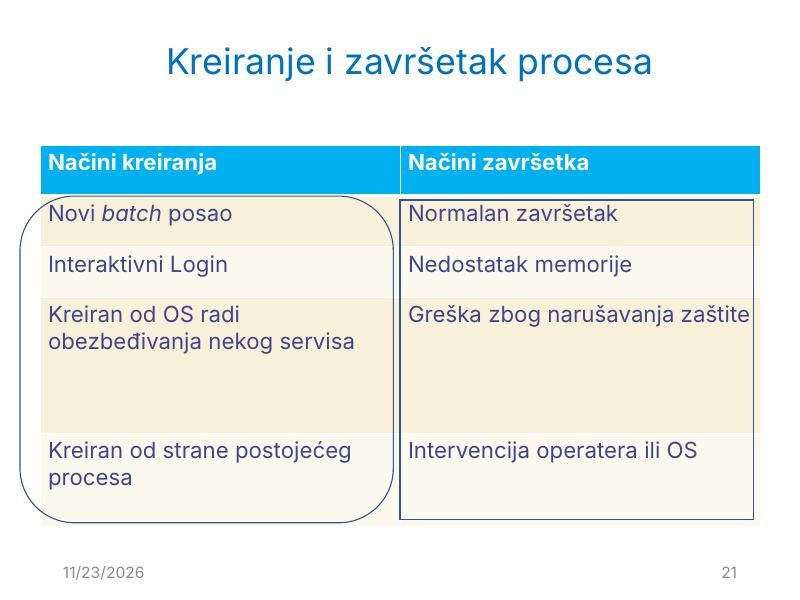 Kreiranje i završetak procesa
Načini kreiranja
Načini završetka
Novi batch posao
Normalan završetak
Interaktivni Login
Nedostatak memorije
Kreiran od OS radi
obezbeđivanja nekog servisa
Greška zbog narušavanja zaštite
Kreiran od strane postojećeg
procesa
Intervencija operatera ili OS
11/23/2026
21